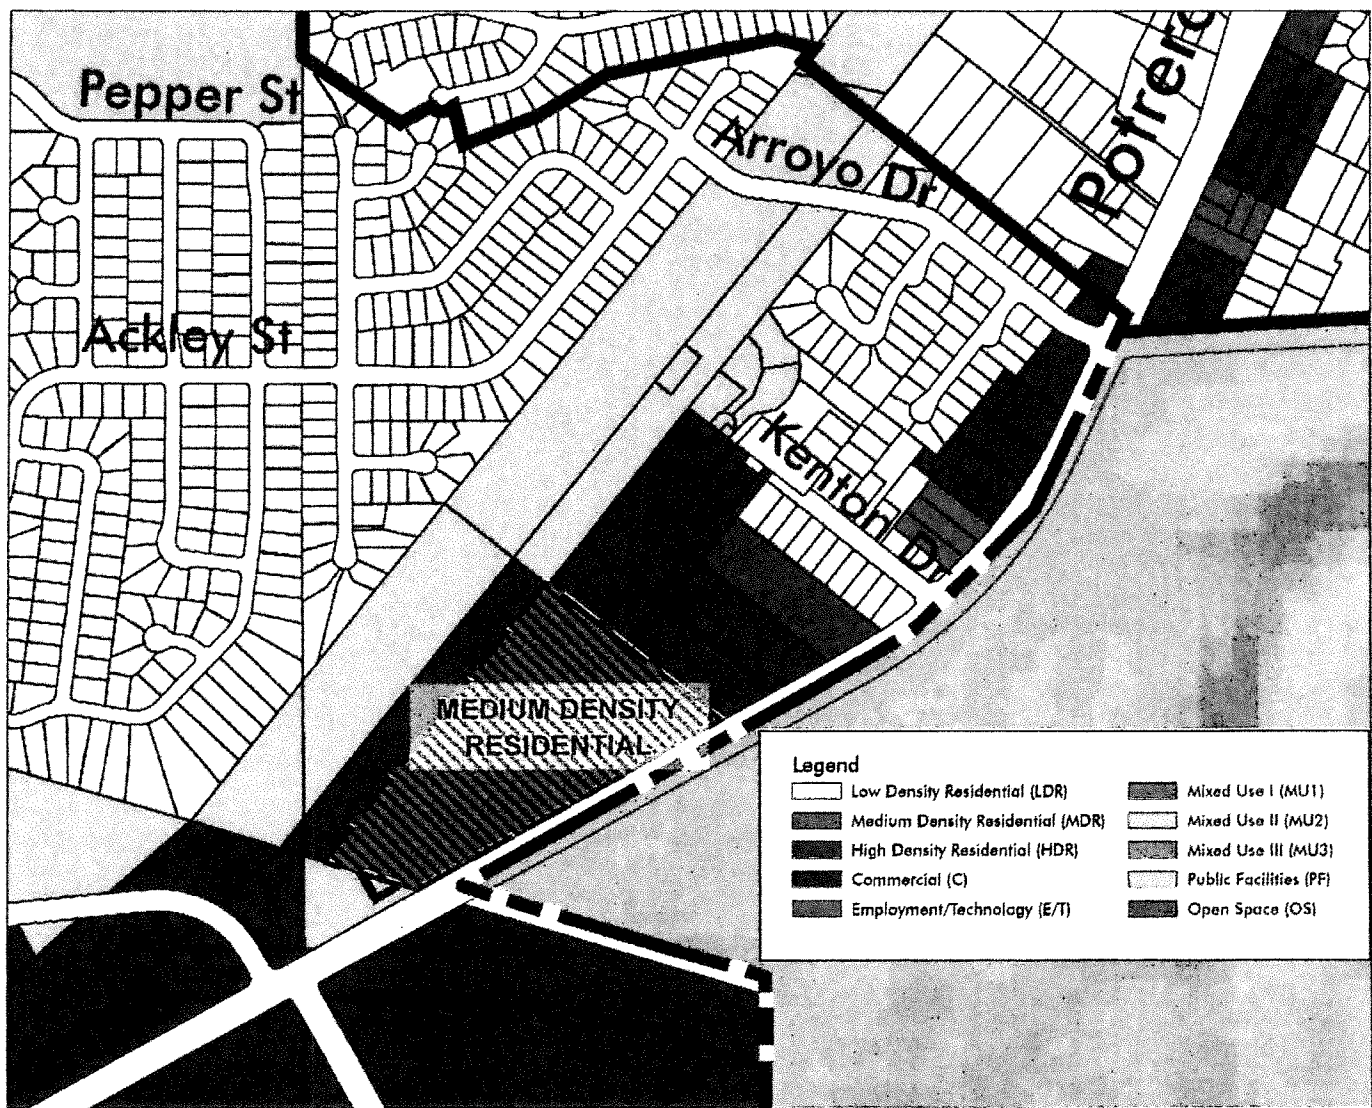 Pepper St
Arroyo Dr
Potrero
Ackley St
Kemton Dr
MEDIUM DENSITY
RESIDENTIAL
Legend
Low Density Residential (LDR)
Medium Density Residential (MDR)
High Density Residential (HDR)
Commercial (C)
Employment/Technology (E/T)
Mixed Use I (MU1)
Mixed Use II (MU2)
Mixed Use III (MU3)
Public Facilities (PF)
Open Space (OS)